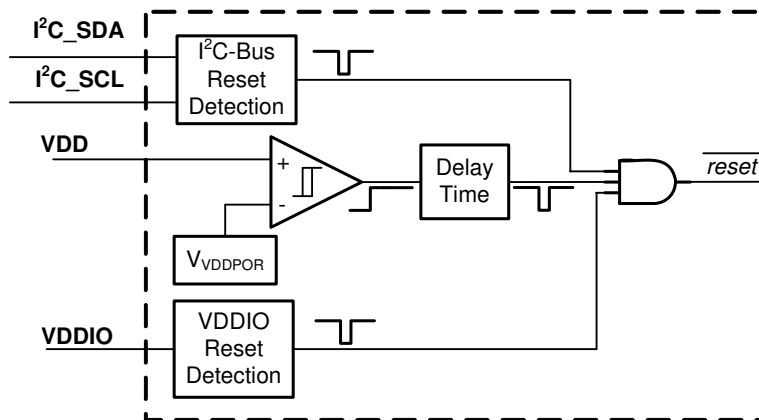 I²C_SDA
I²C_SCL
I²C-Bus
Reset
Detection
VDD
+
-
Delay
Time
reset
V_VDDPOR
VDDIO
VDDIO
Reset
Detection